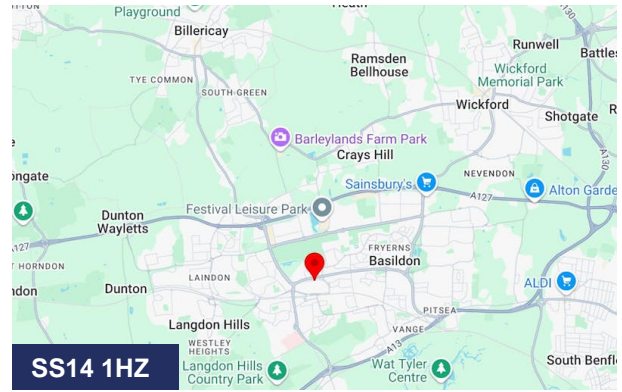 Playground
Heath
A130
Billericay
Runwell
Battles
Ramsden
Bellhouse
Wickford
Memorial Park
TYE COMMON
SOUTH GREEN
Wickford
Shotgate
Barleylands Farm Park
Crays Hill
A130
ongate
Sainsbury's
NEVENDON
A127
Alton Garde
Festival Leisure Park
Dunton
Wayletts
A127
T HORNDON
FRYERNS
Basildon
LAINDON
don
Dunton
ALDI
PITSEA
Langdon Hills
VANGE
WESTLEY
HEIGHTS
A13
Langdon Hills
Country Park
Wat Tyler
Centre
South Benfl
SS14 1HZ